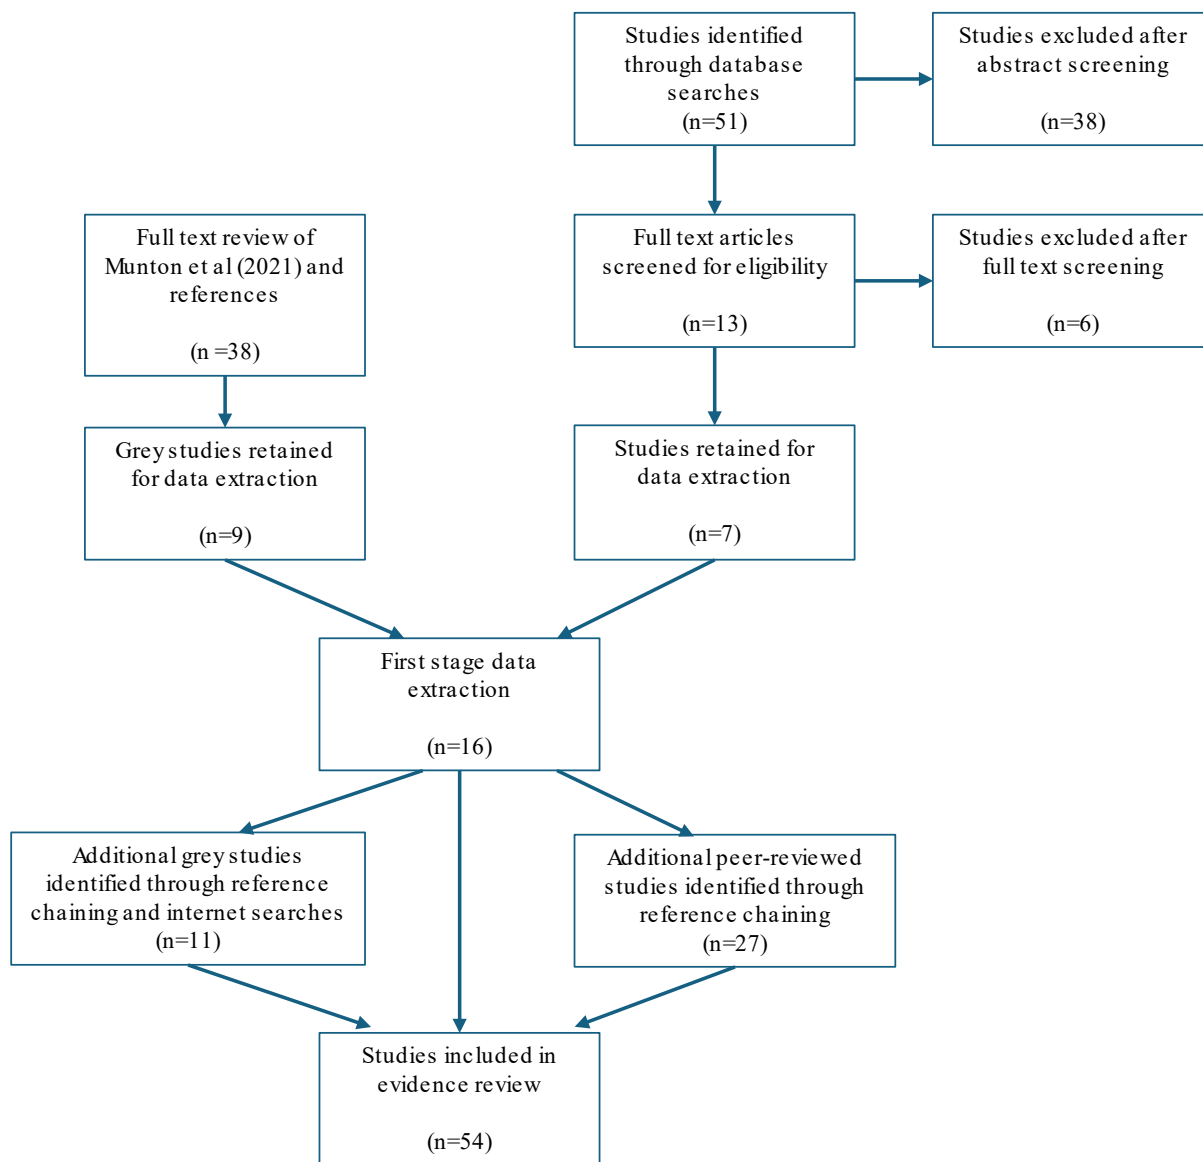 Studies identified
through database
searches
(n=51)
Studies excluded after
abstract screening
(n=38)
Full text review of
Munton et al (2021) and
references
(n =38)
Full text articles
screened for eligibility
(n=13)
Studies excluded after
full text screening
(n=6)
Grey studies retained
for data extraction
(n=9)
Studies retained for
data extraction
(n=7)
First stage data
extraction
(n=16)
Additional grey studies
identified through reference
chaining and internet searches
(n=11)
Additional peer-reviewed
studies identified through
reference chaining
(n=27)
Studies included in
evidence review
(n=54)